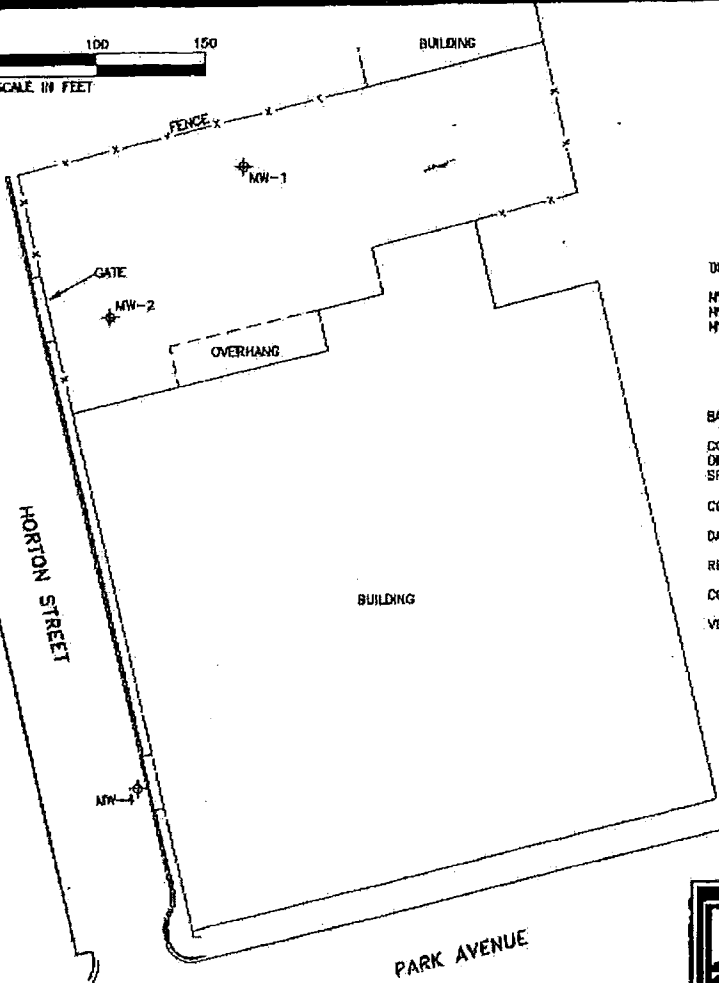 100 150
SCALE IN FEET
BUILDING
FENCE
MW-1
GATE
MW-2
OVERHANG
HORTON STREET
BUILDING
MW-4
PARK AVENUE